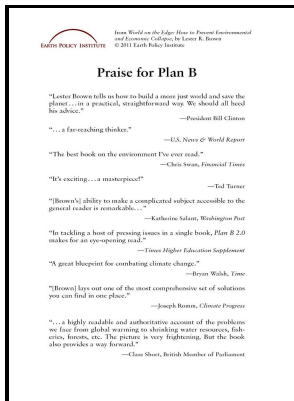 from World on the Edge: How to Prevent Environmental
and Economic Collapse, by Lester R. Brown
© 2011 Earth Policy Institute
EARTH POLICY INSTITUTE
Praise for Plan B
“Lester Brown tells us how to build a more just world and save the
planet . . . in a practical, straightforward way. We should all heed
his advice.”
—President Bill Clinton
“. . . a far-reaching thinker.”
—U.S. News & World Report
“The best book on the environment I’ve ever read.”
—Chris Swan, Financial Times
“It’s exciting . . . a masterpiece!”
—Ted Turner
“[Brown’s] ability to make a complicated subject accessible to the
general reader is remarkable. . .”
—Katherine Salant, Washington Post
“In tackling a host of pressing issues in a single book, Plan B 2.0
makes for an eye-opening read.”
—Times Higher Education Supplement
“A great blueprint for combating climate change.”
—Bryan Walsh, Time
“[Brown] lays out one of the most comprehensive set of solutions
you can find in one place.”
—Joseph Romm, Climate Progress
“. . . a highly readable and authoritative account of the problems
we face from global warming to shrinking water resources, fish-
eries, forests, etc. The picture is very frightening. But the book
also provides a way forward.”
—Clare Short, British Member of Parliament